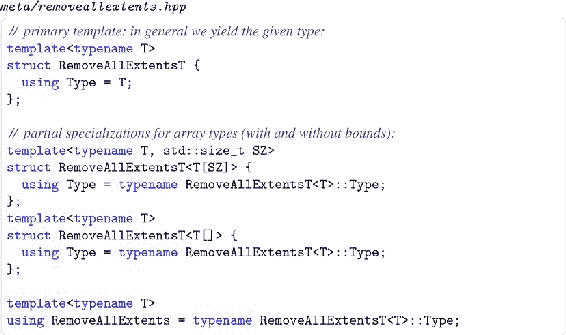 meta/removeallextents.hpp
// primary template: in general we yield the given type:
template<typename T>
struct RemoveAllExtentsT {
using Type = T;
};
// partial specializations for array types (with and without bounds):
template<typename T, std::size_t SZ>
struct RemoveAllExtentsT<T[SZ]> {
using Type = typename RemoveAllExtentsT<T>::Type;
};
template<typename T>
struct RemoveAllExtentsT<T[]> {
using Type = typename RemoveAllExtentsT<T>::Type;
};
template<typename T>
using RemoveAllExtents = typename RemoveAllExtentsT<T>::Type;